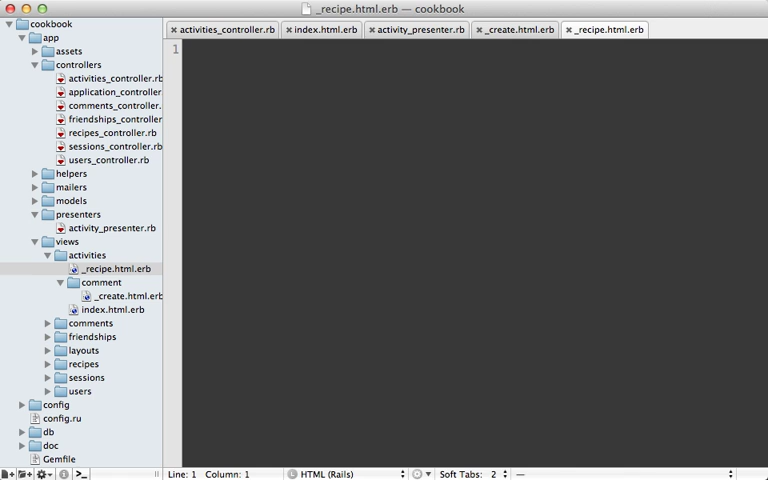 _recipe.html.erb — cookbook
activities_controller.rb
index.html.erb
activity_presenter.rb
_create.html.erb
_recipe.html.erb
1
cookbook
app
assets
controllers
activities_controller.rb
application_controller
comments_controller.
friendships_controller
recipes_controller.rb
sessions_controller.rb
users_controller.rb
helpers
mailers
models
presenters
activity_presenter.rb
views
activities
_recipe.html.erb
comment
_create.html.erb
index.html.erb
comments
friendships
layouts
recipes
sessions
users
config
config.ru
db
doc
Gemfile
Line: 1 Column: 1
HTML (Rails)
Soft Tabs: 2
—